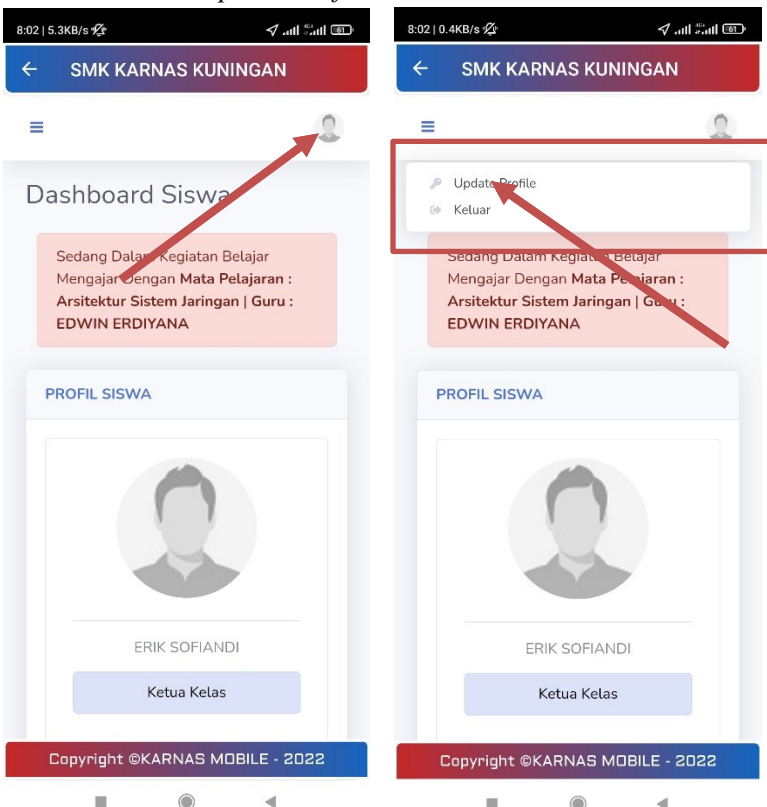 8:02 | 5.3KB/s
61
SMK KARNAS KUNINGAN
Dashboard Siswa
Sedang Dalam Kegiatan Belajar
Mengajar Dengan Mata Pelajaran :
Arsitektur Sistem Jaringan | Guru :
EDWIN ERDIYANA
PROFIL SISWA
ERIK SOFIANDI
Ketua Kelas
Copyright ©KARNAS MOBILE - 2022
8:02 | 0.4KB/s
61
SMK KARNAS KUNINGAN
Update Profile
Keluar
Sedang Dalam Kegiatan Belajar
Mengajar Dengan Mata Pelajaran :
Arsitektur Sistem Jaringan | Guru :
EDWIN ERDIYANA
PROFIL SISWA
ERIK SOFIANDI
Ketua Kelas
Copyright ©KARNAS MOBILE - 2022